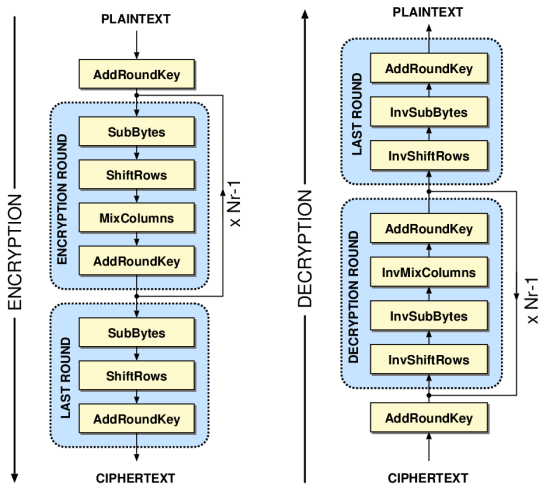 PLAINTEXT
AddRoundKey
SubBytes
ShiftRows
MixColumns
AddRoundKey
ENCRYPTION ROUND
x Nr-1
SubBytes
ShiftRows
AddRoundKey
LAST ROUND
CIPHERTEXT
ENCRYPTION
PLAINTEXT
AddRoundKey
InvSubBytes
InvShiftRows
LAST ROUND
AddRoundKey
InvMixColumns
InvSubBytes
InvShiftRows
DECRYPTION ROUND
x Nr-1
AddRoundKey
CIPHERTEXT
DECRYPTION